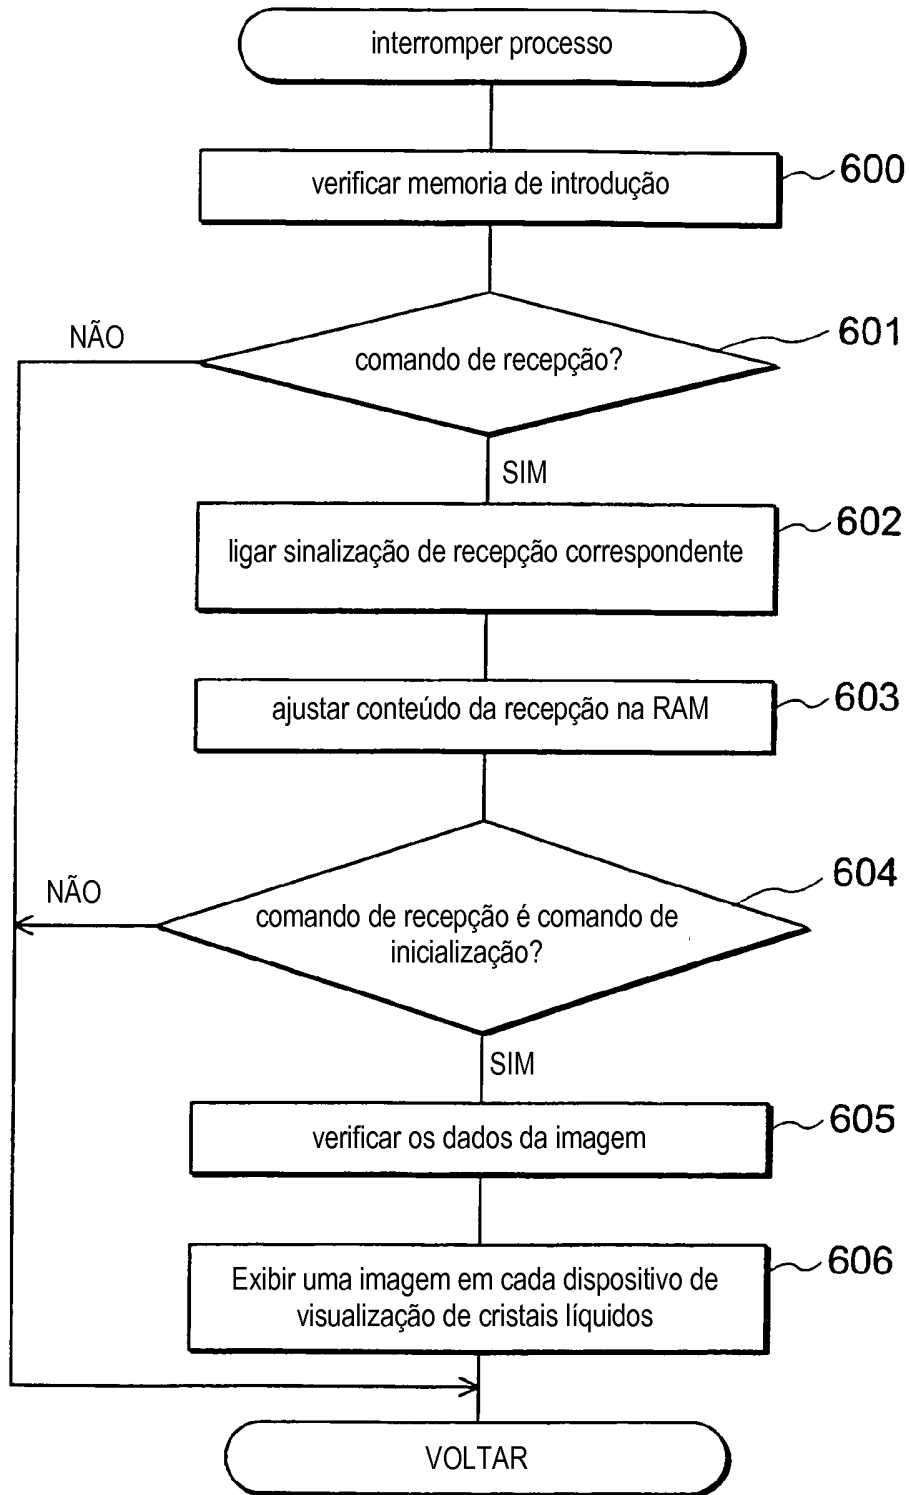 interromper processo
verificar memoria de introdução
600
comando de recepção?
601
NÃO
SIM
ligar sinalização de recepção correspondente
602
ajustar conteúdo da recepção na RAM
603
comando de recepção é comando de
inicialização?
604
NÃO
SIM
verificar os dados da imagem
605
Exibir uma imagem em cada dispositivo de
visualização de cristais líquidos
606
VOLTAR